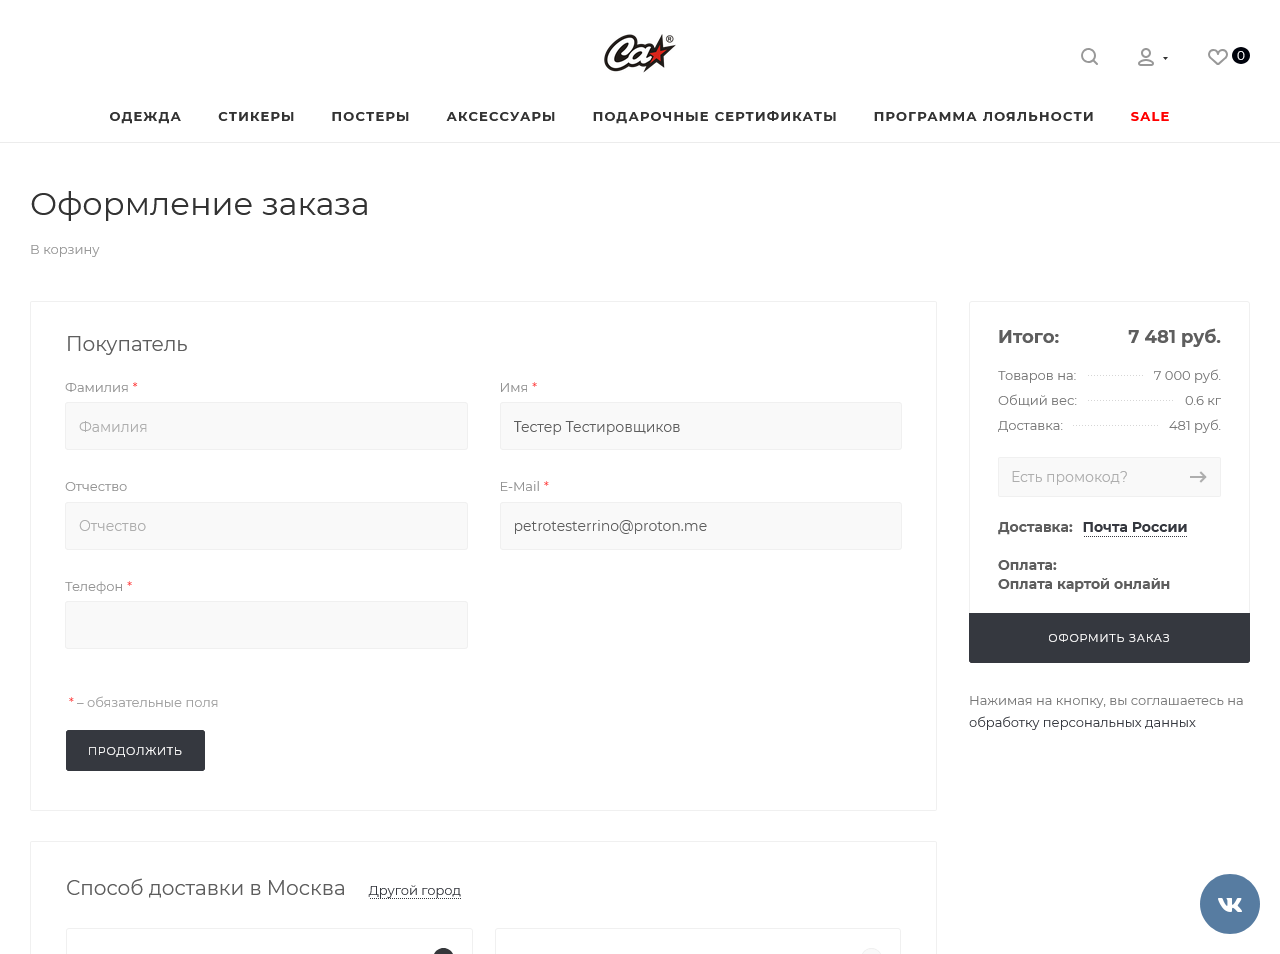 Са ®
0
ОДЕЖДА СТИКЕРЫ ПОСТЕРЫ АКСЕССУАРЫ ПОДАРОЧНЫЕ СЕРТИФИКАТЫ ПРОГРАММА ЛОЯЛЬНОСТИ SALE
Оформление заказа
В корзину
Покупатель
Фамилия *
Фамилия
Имя *
Тестер Тестировщиков
Отчество
Отчество
E-Mail *
petrotesterrino@proton.me
Телефон *
* – обязательные поля
ПРОДОЛЖИТЬ
Способ доставки в Москва Другой город
Итого: 7 481 руб.
Товаров на: 7 000 руб.
Общий вес: 0.6 кг
Доставка: 481 руб.
Есть промокод?
Доставка: Почта России
Оплата:
Оплата картой онлайн
ОФОРМИТЬ ЗАКАЗ
Нажимая на кнопку, вы соглашаетесь на
обработку персональных данных